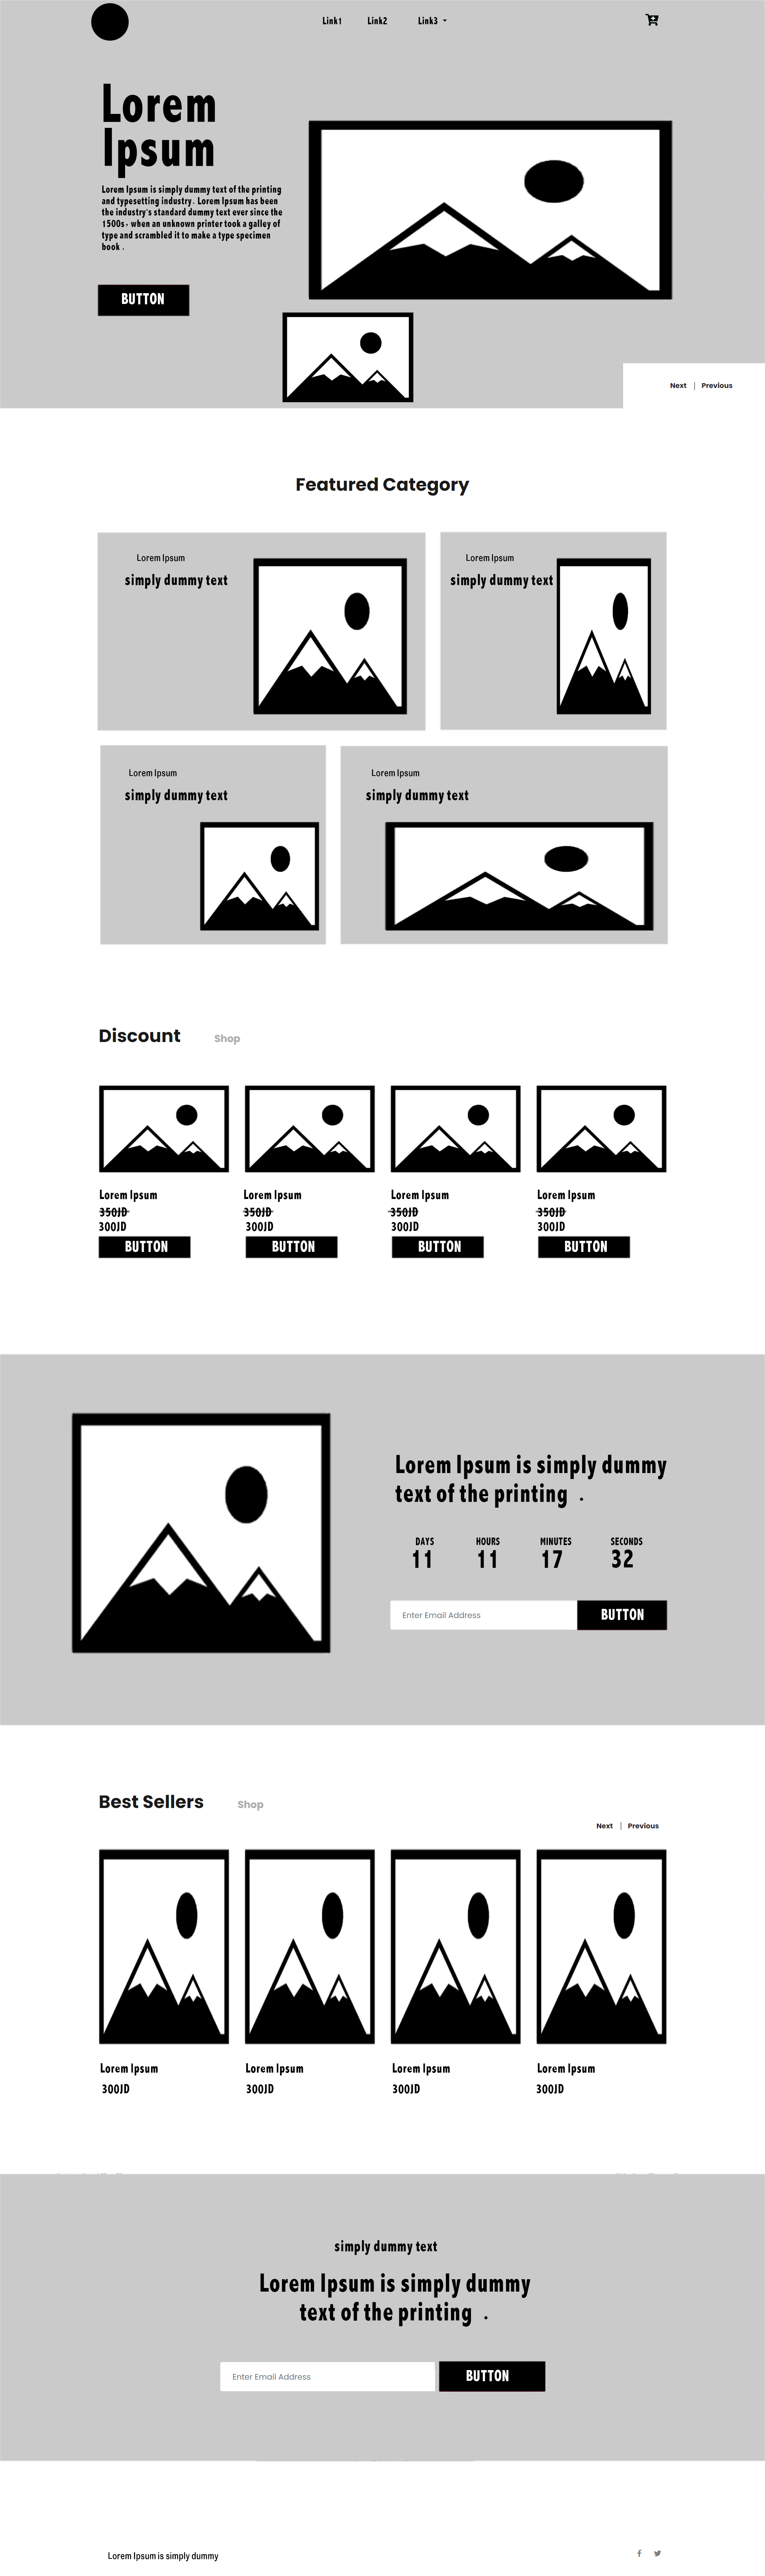 Link1 Link2 Link3
Lorem
Ipsum
Lorem Ipsum is simply dummy text of the printing
and typesetting industry. Lorem Ipsum has been
the industry's standard dummy text ever since the
1500s, when an unknown printer took a galley of
type and scrambled it to make a type specimen
book .
BUTTON
Next | Previous
Featured Category
Lorem Ipsum
simply dummy text
Lorem Ipsum
simply dummy text
Lorem Ipsum
simply dummy text
Lorem Ipsum
simply dummy text
Discount Shop
Lorem Ipsum
350JD
300JD
BUTTON
Lorem Ipsum
350JD
300JD
BUTTON
Lorem Ipsum
350JD
300JD
BUTTON
Lorem Ipsum
350JD
300JD
BUTTON
Lorem Ipsum is simply dummy
text of the printing .
DAYS HOURS MINUTES SECONDS
11 11 17 32
Enter Email Address BUTTON
Best Sellers Shop
Next | Previous
Lorem Ipsum
300JD
Lorem Ipsum
300JD
Lorem Ipsum
300JD
Lorem Ipsum
300JD
simply dummy text
Lorem Ipsum is simply dummy
text of the printing .
Enter Email Address BUTTON
Lorem Ipsum is simply dummy